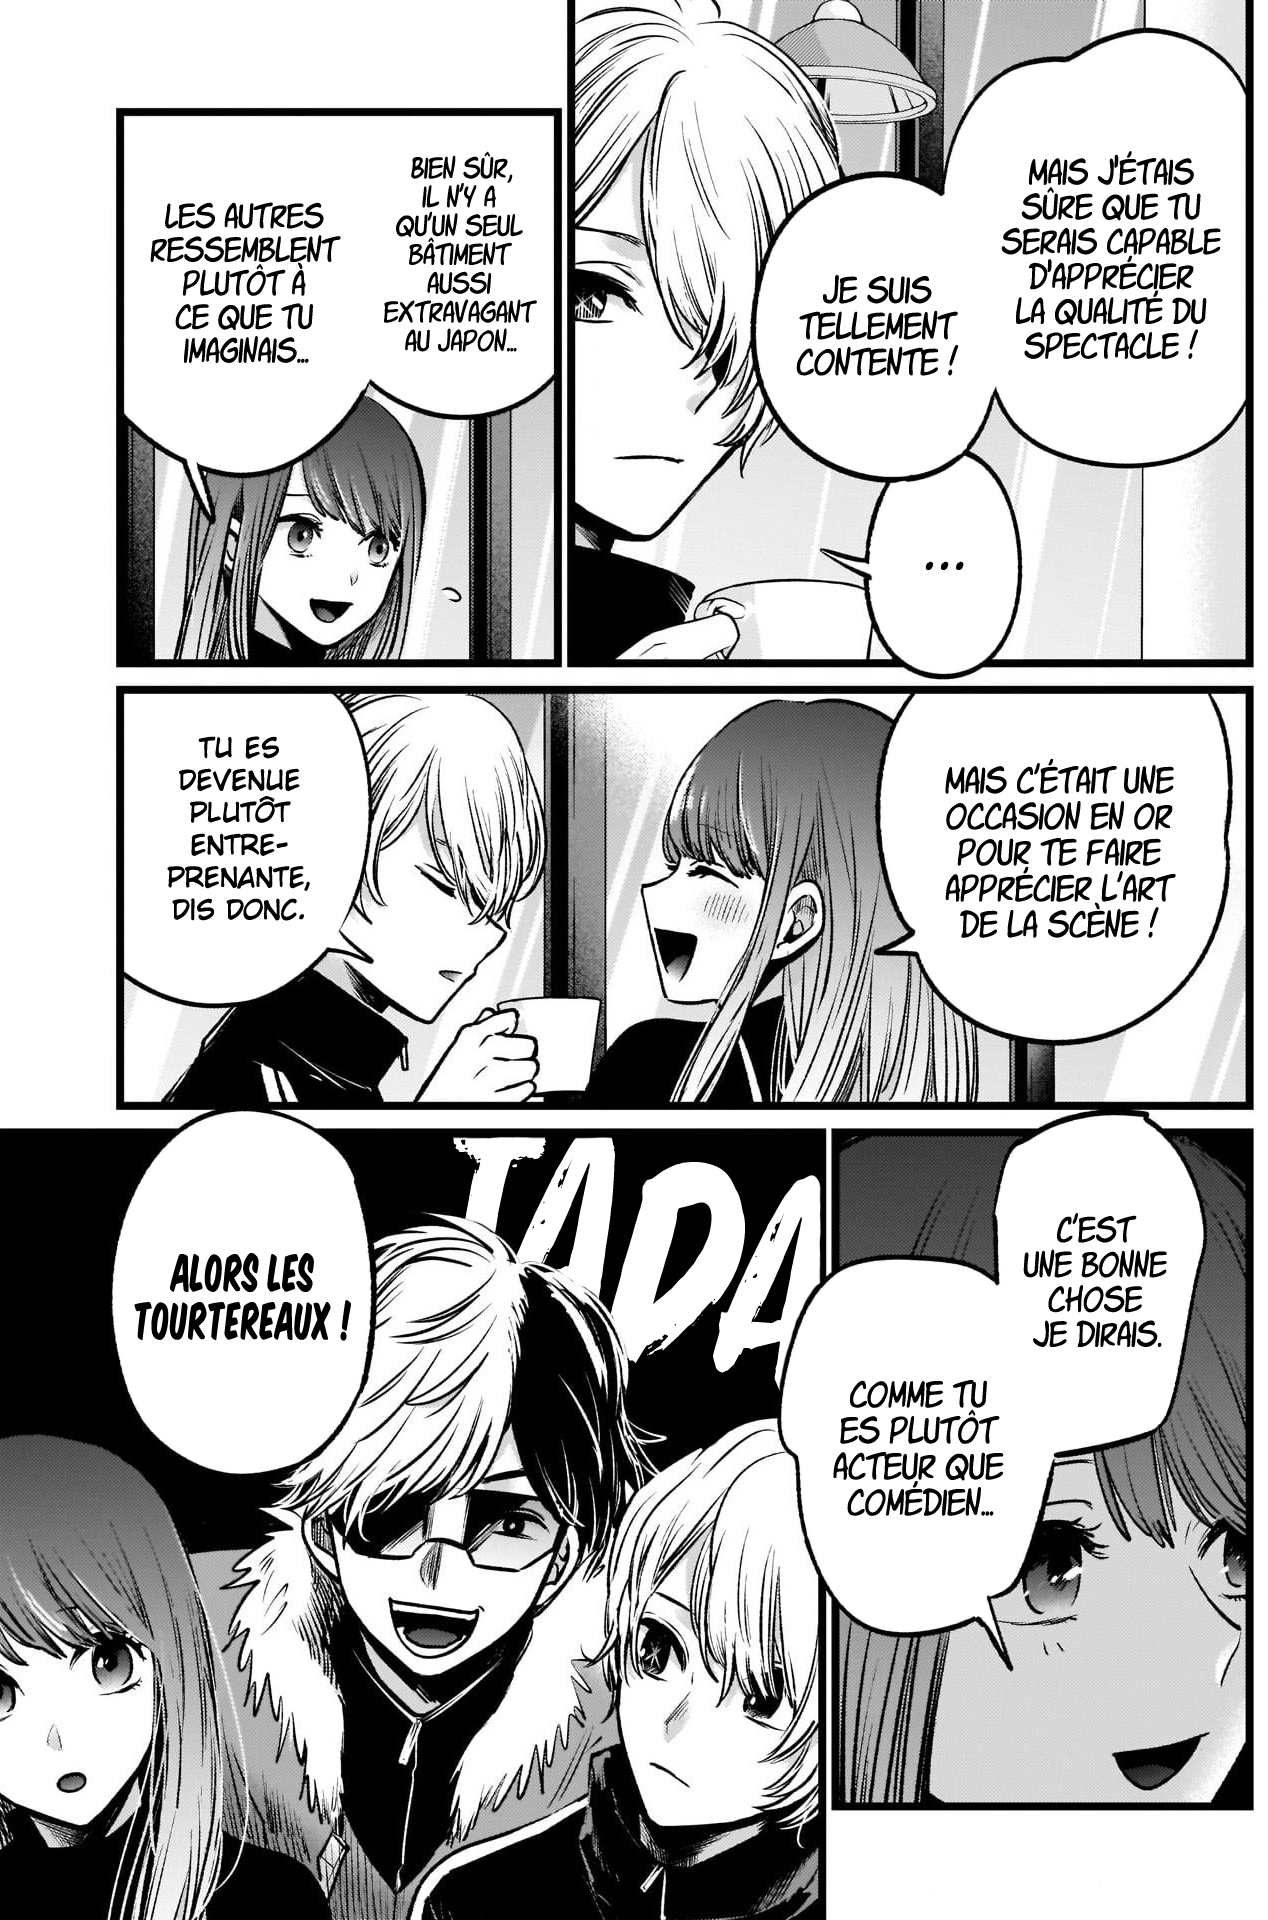 MAIS J'ÉTAIS
SÛRE QUE TU
SERAIS CAPABLE
D'APPRÉCIER
LA QUALITÉ DU
SPECTACLE !
JE SUIS
TELLEMENT
CONTENTE !
...
BIEN SÛR,
IL N'Y A
QU'UN SEUL
BÂTIMENT
AUSSI
EXTRAVAGANT
AU JAPON...
LES AUTRES
RESSEMBLENT
PLUTÔT À
CE QUE TU
IMAGINAIS...
MAIS C'ÉTAIT UNE
OCCASION EN OR
POUR TE FAIRE
APPRÉCIER L'ART
DE LA SCÈNE !
TU ES
DEVENUE
PLUTÔT
ENTRE-
PRENANTE,
DIS DONC.
C'EST
UNE BONNE
CHOSE
JE DIRAIS.
COMME TU
ES PLUTÔT
ACTEUR QUE
COMÉDIEN...
TADA
ALORS LES
TOURTEREAUX !